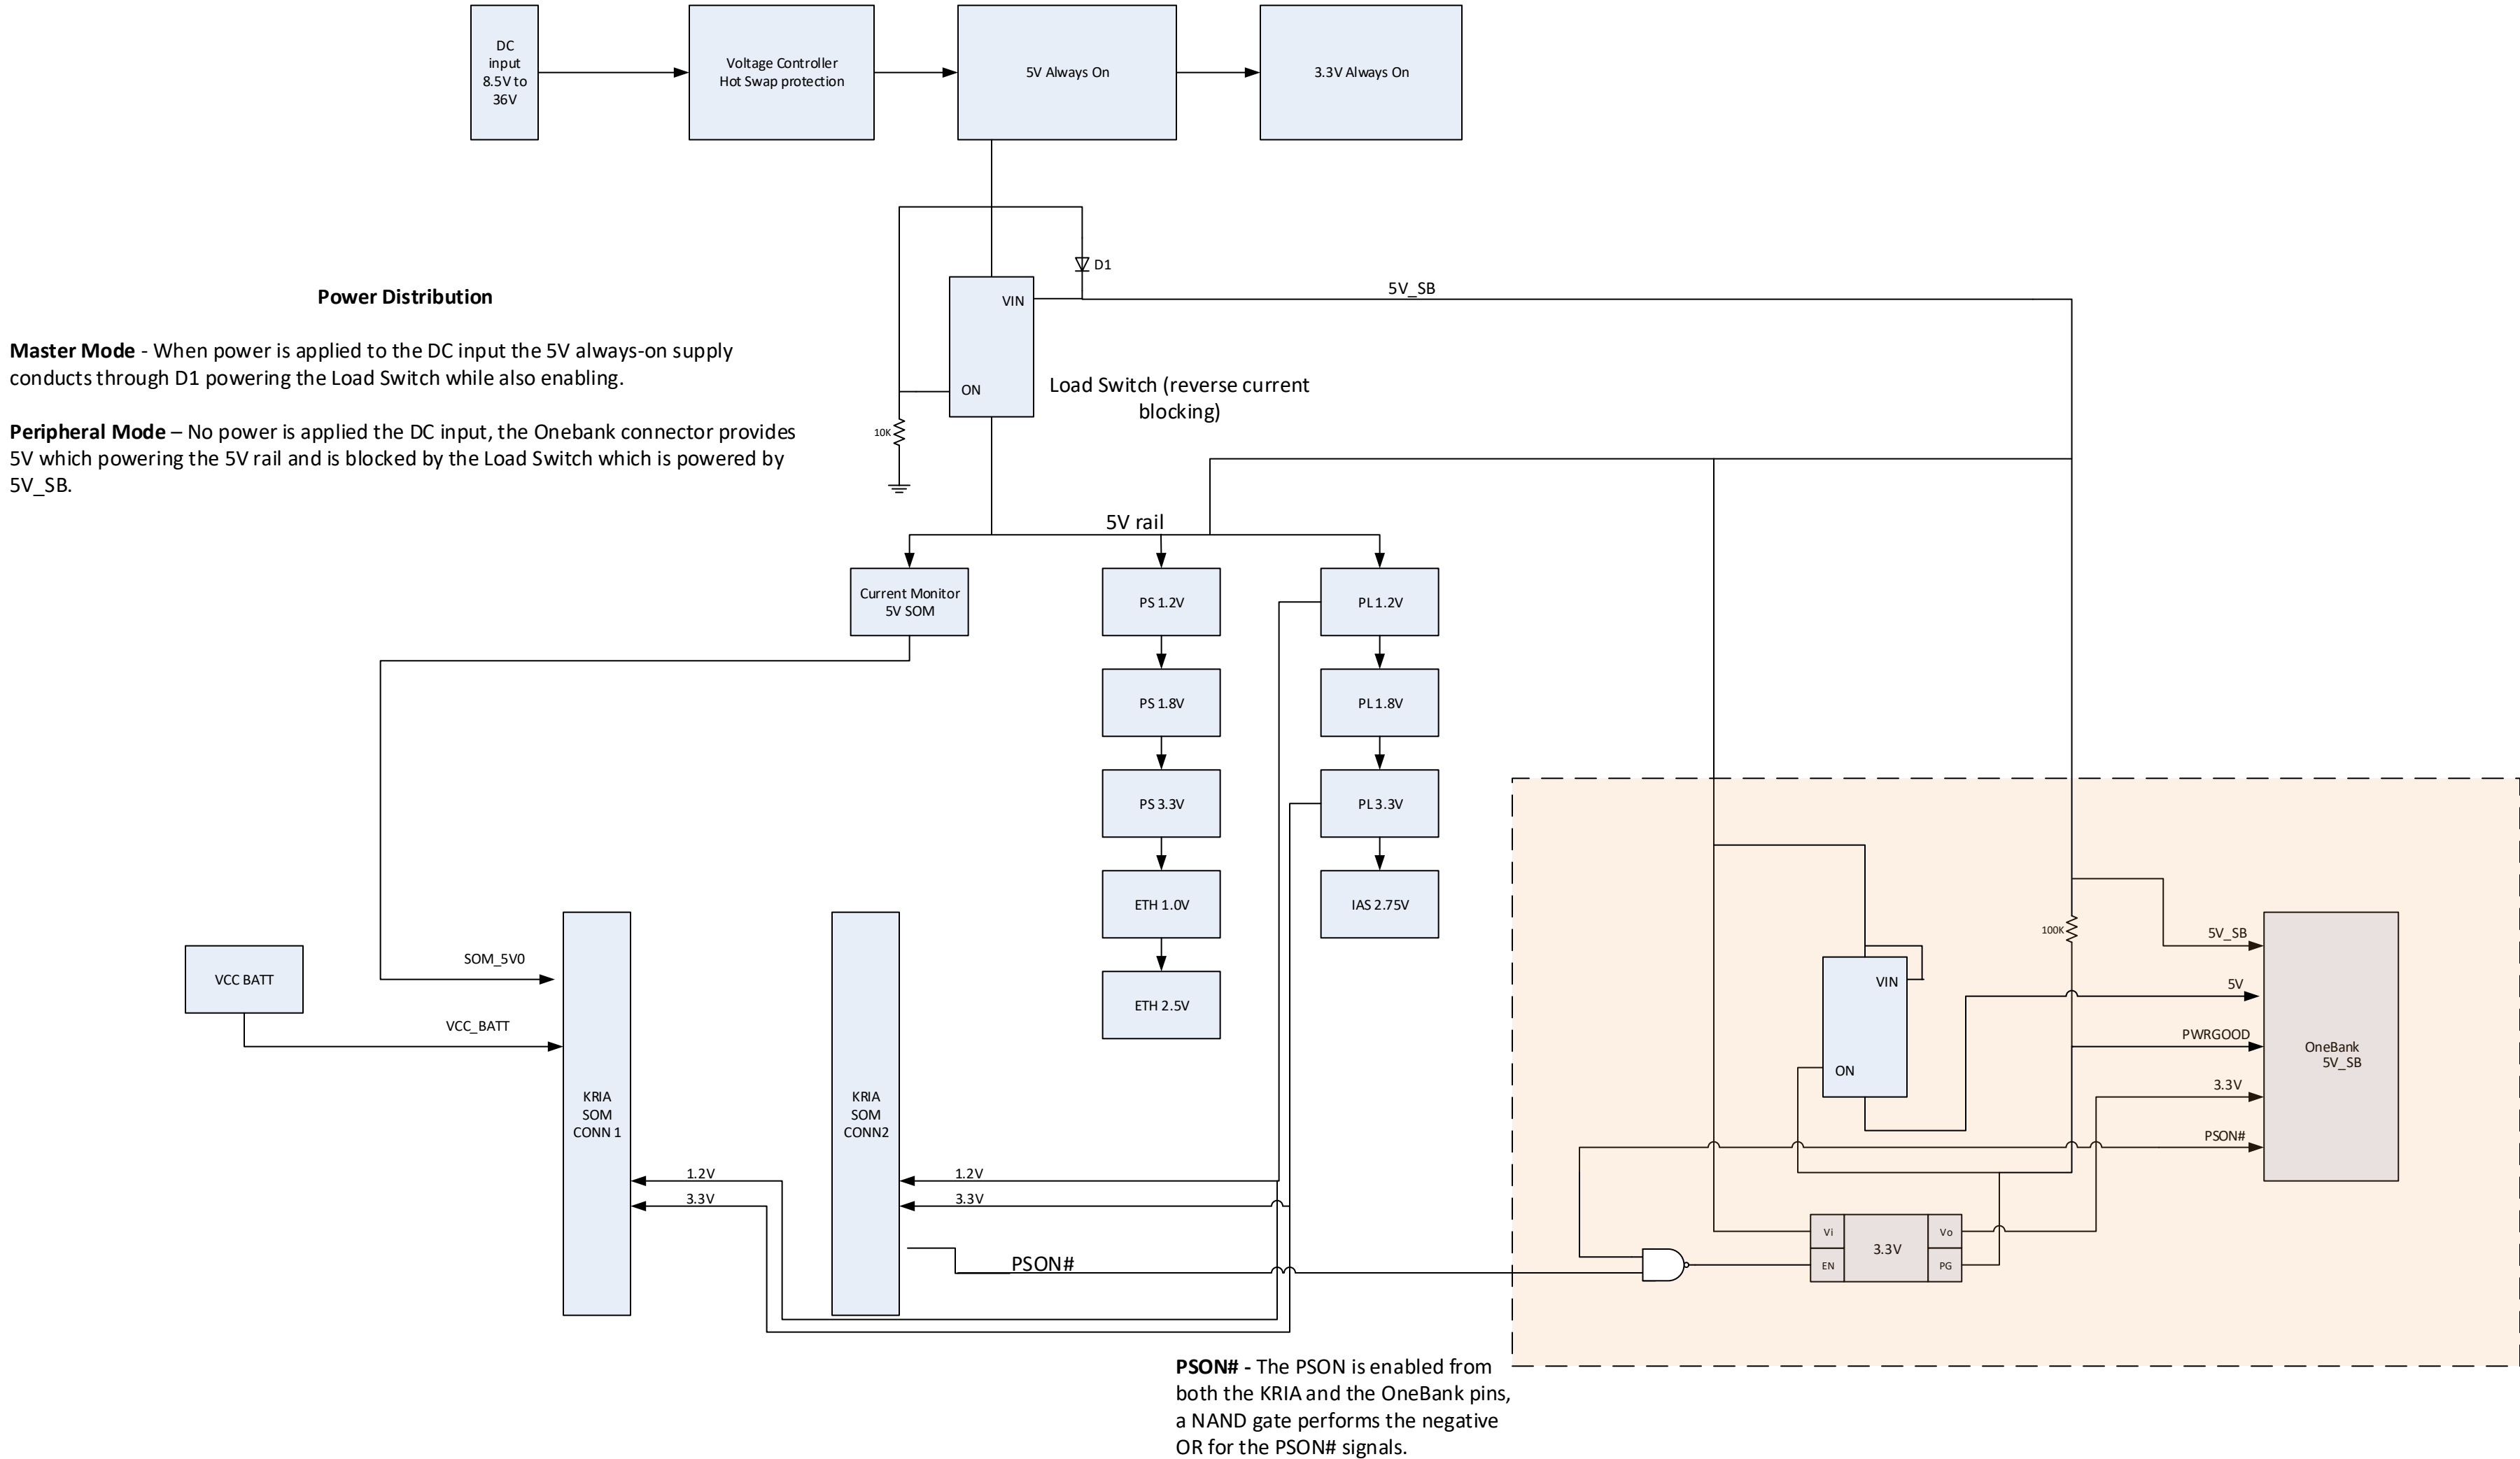 DC
input
8.5V to
36V
Voltage Controller
Hot Swap protection
5V Always On
3.3V Always On
D1
VIN
5V_SB
ON
Load Switch (reverse current
blocking)
10K
Power Distribution
Master Mode - When power is applied to the DC input the 5V always-on supply
conducts through D1 powering the Load Switch while also enabling.
Peripheral Mode – No power is applied the DC input, the Onebank connector provides
5V which powering the 5V rail and is blocked by the Load Switch which is powered by
5V_SB.
5V rail
Current Monitor
5V SOM
PS 1.2V
PL 1.2V
PS 1.8V
PL 1.8V
PS 3.3V
PL 3.3V
ETH 1.0V
IAS 2.75V
ETH 2.5V
VCC BATT
SOM_5V0
VCC_BATT
KRIA
SOM
CONN 1
KRIA
SOM
CONN2
1.2V
3.3V
1.2V
3.3V
PSON#
100K
VIN
ON
5V_SB
5V
PWRGOOD
3.3V
PSON#
OneBank
5V_SB
Vi
EN
3.3V
Vo
PG
PSON# - The PSON is enabled from
both the KRIA and the OneBank pins,
a NAND gate performs the negative
OR for the PSON# signals.